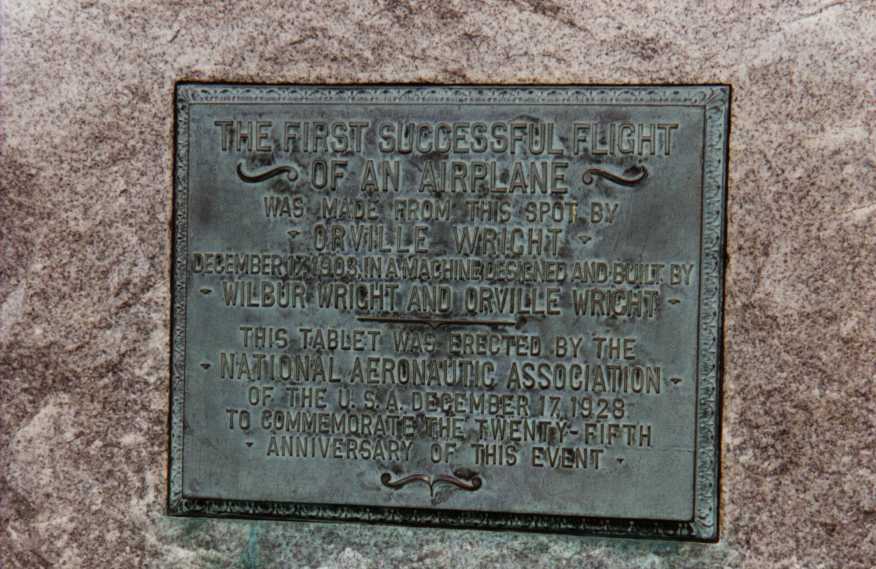 THE FIRST SUCCESSFUL FLIGHT
OF AN AIRPLANE
WAS MADE FROM THIS SPOT BY
· ORVILLE WRIGHT ·
DECEMBER 17, 1903, IN A MACHINE DESIGNED AND BUILT BY
· WILBUR WRIGHT AND ORVILLE WRIGHT ·
THIS TABLET WAS ERECTED BY THE
· NATIONAL AERONAUTIC ASSOCIATION ·
OF THE U.S.A. DECEMBER 17, 1928
TO COMMEMORATE THE TWENTY-FIFTH
· ANNIVERSARY OF THIS EVENT ·